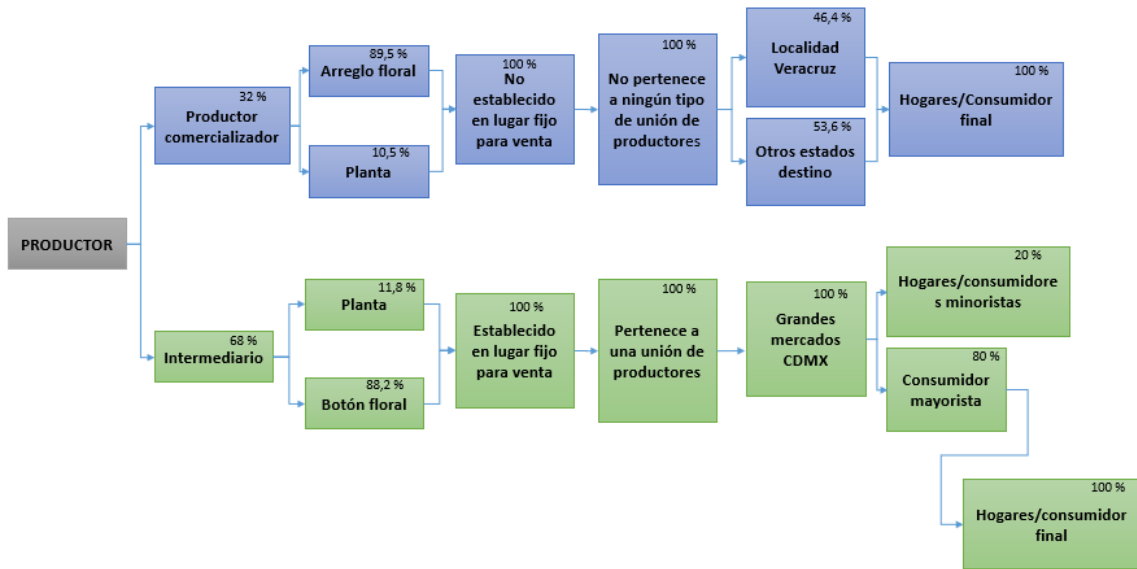 PRODUCTOR
32 %
Productor
comercializador
89,5 %
Arreglo floral
10,5 %
Planta
100 %
No
establecido
en lugar fijo
para venta
100 %
No pertenece
a ningún tipo
de unión de
productores
46,4 %
Localidad
Veracruz
53,6 %
Otros estados
destino
100 %
Hogares/Consumidor
final
68 %
Intermediario
11,8 %
Planta
88,2 %
Botón floral
100 %
Establecido
en lugar fijo
para venta
100 %
Pertenece a
una unión de
productores
100 %
Grandes
mercados
CDMX
20 %
Hogares/consumidore
s minoristas
80 %
Consumidor
mayorista
100 %
Hogares/consumidor
final